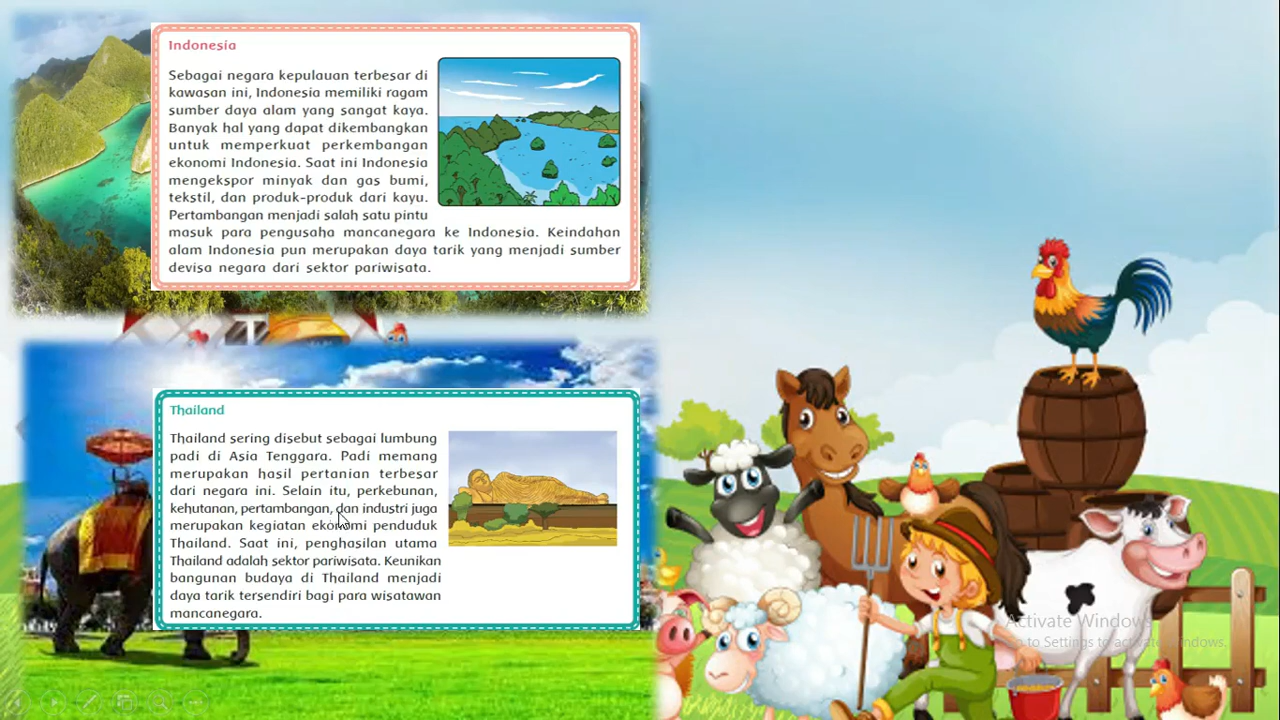 Indonesia
Sebagai negara kepulauan terbesar di
kawasan ini, Indonesia memiliki ragam
sumber daya alam yang sangat kaya.
Banyak hal yang dapat dikembangkan
untuk memperkuat perkembangan
ekonomi Indonesia. Saat ini Indonesia
mengekspor minyak dan gas bumi,
tekstil, dan produk-produk dari kayu.
Pertambangan menjadi salah satu pintu
masuk para pengusaha mancanegara ke Indonesia. Keindahan
alam Indonesia pun merupakan daya tarik yang menjadi sumber
devisa negara dari sektor pariwisata.
Thailand
Thailand sering disebut sebagai lumbung
padi di Asia Tenggara. Padi memang
merupakan hasil pertanian terbesar
dari negara ini. Selain itu, perkebunan,
kehutanan, pertambangan, dan industri juga
merupakan kegiatan ekonomi penduduk
Thailand. Saat ini, penghasilan utama
Thailand adalah sektor pariwisata. Keunikan
bangunan budaya di Thailand menjadi
daya tarik tersendiri bagi para wisatawan
mancanegara.
Activate Windows
Go to Settings to activate Windows.